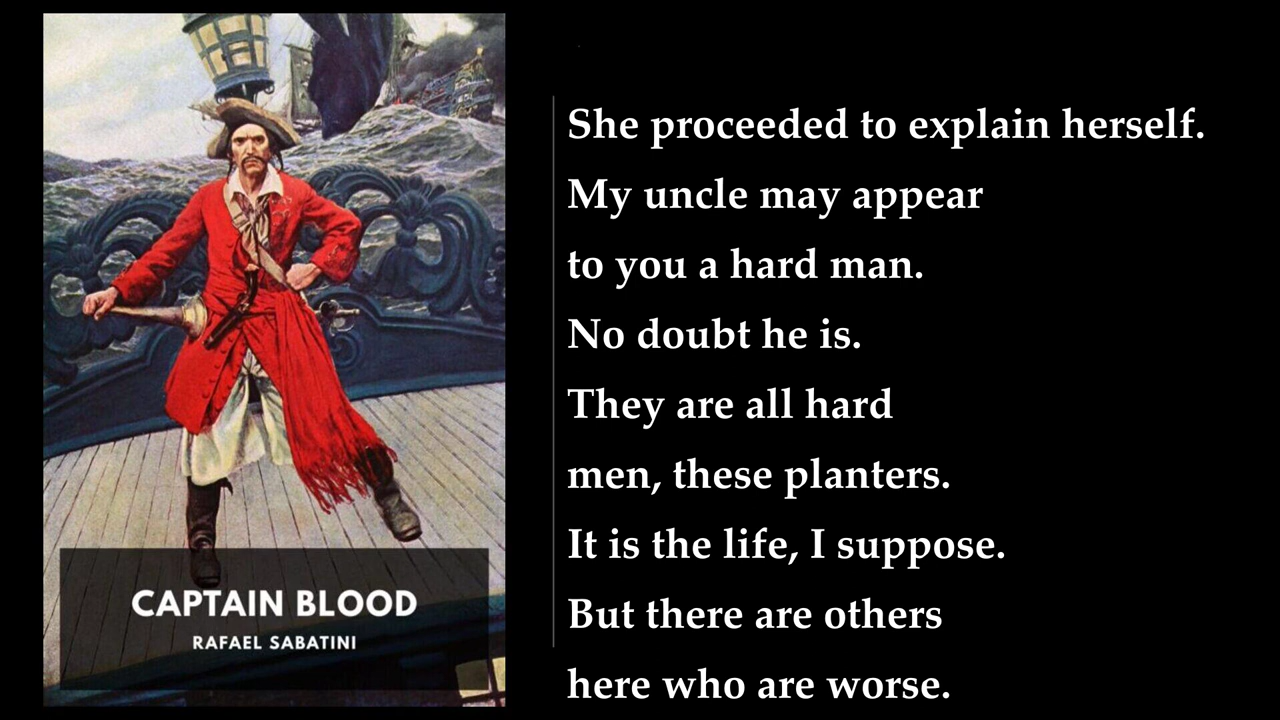 CAPTAIN BLOOD
RAFAEL SABATINI
She proceeded to explain herself.
My uncle may appear
to you a hard man.
No doubt he is.
They are all hard
men, these planters.
It is the life, I suppose.
But there are others
here who are worse.